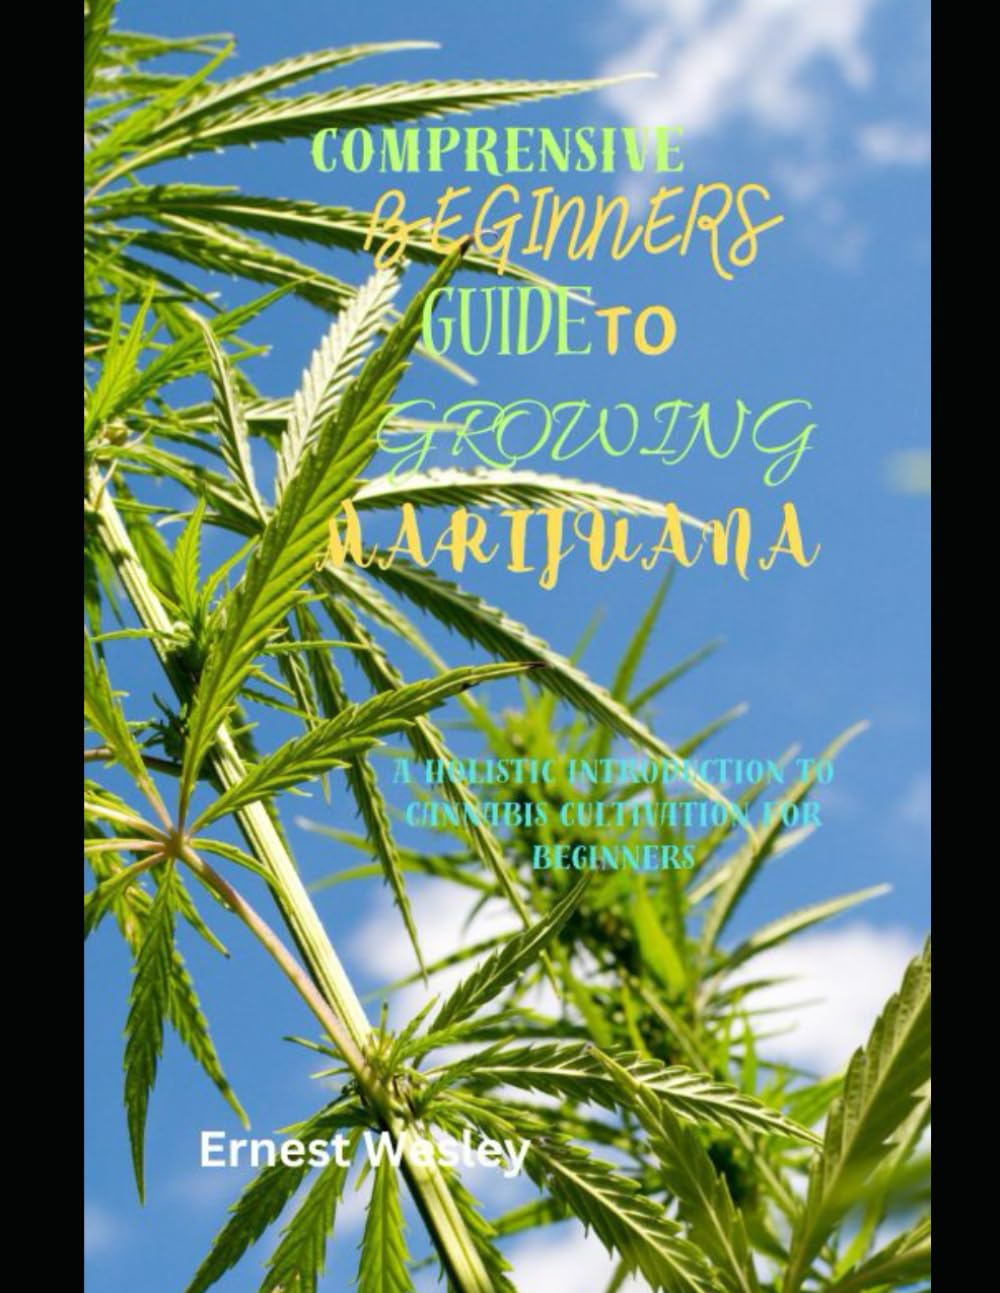 COMPRENSIVE
BEGINNERS
GUIDE TO
GROWING
MARIJUANA
A HOLISTIC INTRODUCTION TO
CANNABIS CULTIVATION FOR
BEGINNERS
Ernest Wesley